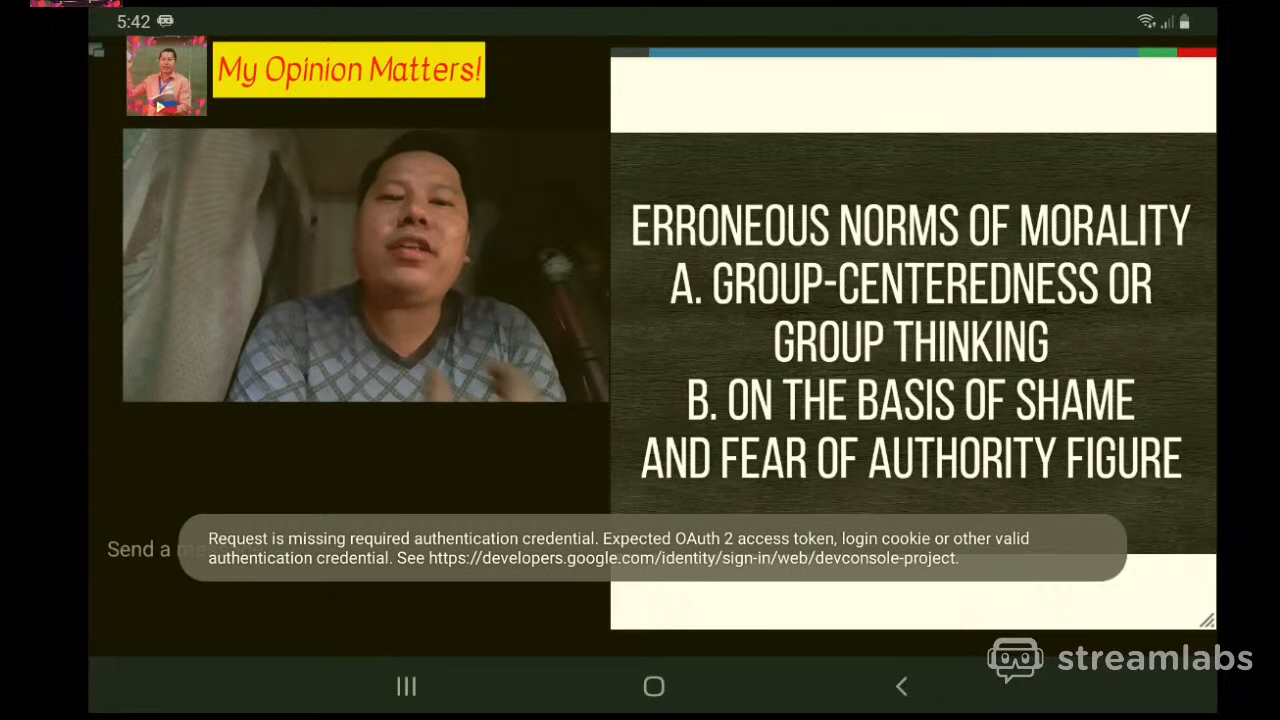 5:42
My Opinion Matters!
ERRONEOUS NORMS OF MORALITY
A. GROUP-CENTEREDNESS OR
GROUP THINKING
B. ON THE BASIS OF SHAME
AND FEAR OF AUTHORITY FIGURE
Send a m
Request is missing required authentication credential. Expected OAuth 2 access token, login cookie or other valid
authentication credential. See https://developers.google.com/identity/sign-in/web/devconsole-project.
streamlabs